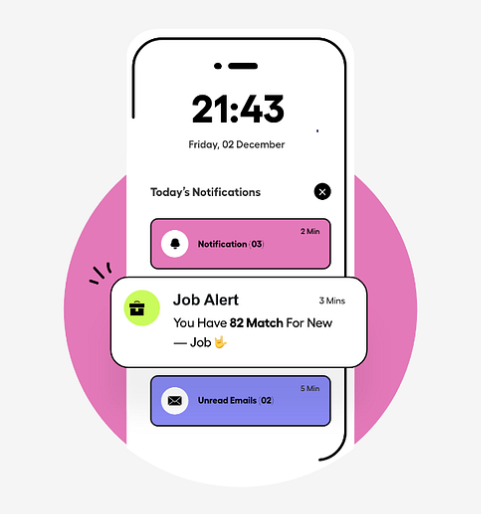 21:43
Friday, 02 December
Today's Notifications
2 Min
Notification (03)
Job Alert
3 Mins
You Have 82 Match For New
— Job 🤟
5 Min
Unread Emails (02)